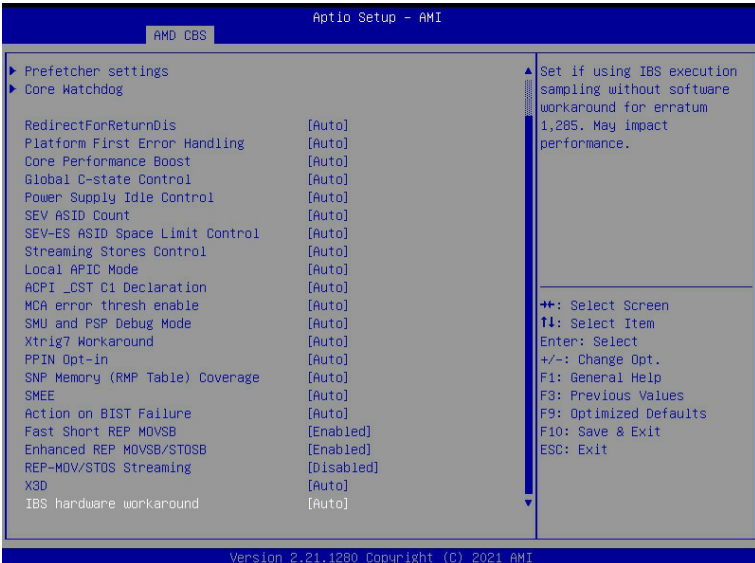 Aptio Setup – AMI
AMD CBS
Prefetcher settings
Core Watchdog
RedirectForReturnDis [Auto]
Platform First Error Handling [Auto]
Core Performance Boost [Auto]
Global C-state Control [Auto]
Power Supply Idle Control [Auto]
SEV ASID Count [Auto]
SEV-ES ASID Space Limit Control [Auto]
Streaming Stores Control [Auto]
Local APIC Mode [Auto]
ACPI _CST C1 Declaration [Auto]
MCA error thresh enable [Auto]
SMU and PSP Debug Mode [Auto]
Xtrig7 Workaround [Auto]
PPIN Opt-in [Auto]
SNP Memory (RMP Table) Coverage [Auto]
SMEE [Auto]
Action on BIST Failure [Auto]
Fast Short REP MOVSB [Enabled]
Enhanced REP MOVSB/STOSB [Enabled]
REP-MOV/STOS Streaming [Disabled]
X3D [Auto]
IBS hardware workaround [Auto]
Set if using IBS execution
sampling without software
workaround for erratum
1,285. May impact
performance.
→←: Select Screen
↑↓: Select Item
Enter: Select
+/-: Change Opt.
F1: General Help
F3: Previous Values
F9: Optimized Defaults
F10: Save & Exit
ESC: Exit
Version 2.21.1280 Copyright (C) 2021 AMI